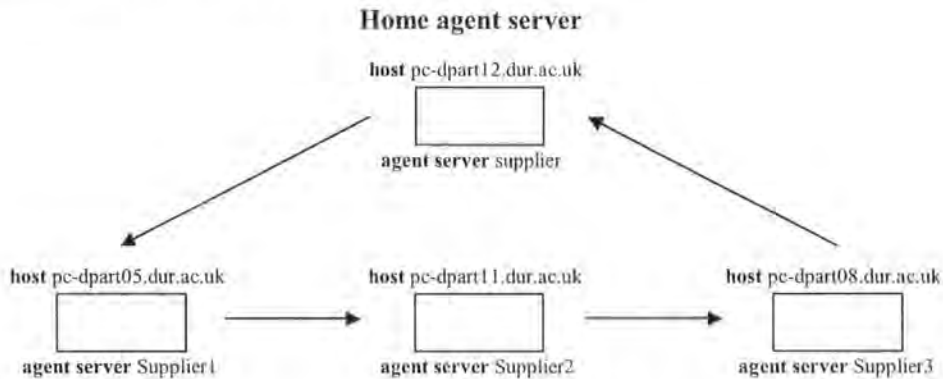 Home agent server
host pc-dpart12.dur.ac.uk
agent server supplier
host pc-dpart05.dur.ac.uk
host pc-dpart11.dur.ac.uk
host pc-dpart08.dur.ac.uk
agent server Supplier1
agent server Supplier2
agent server Supplier3